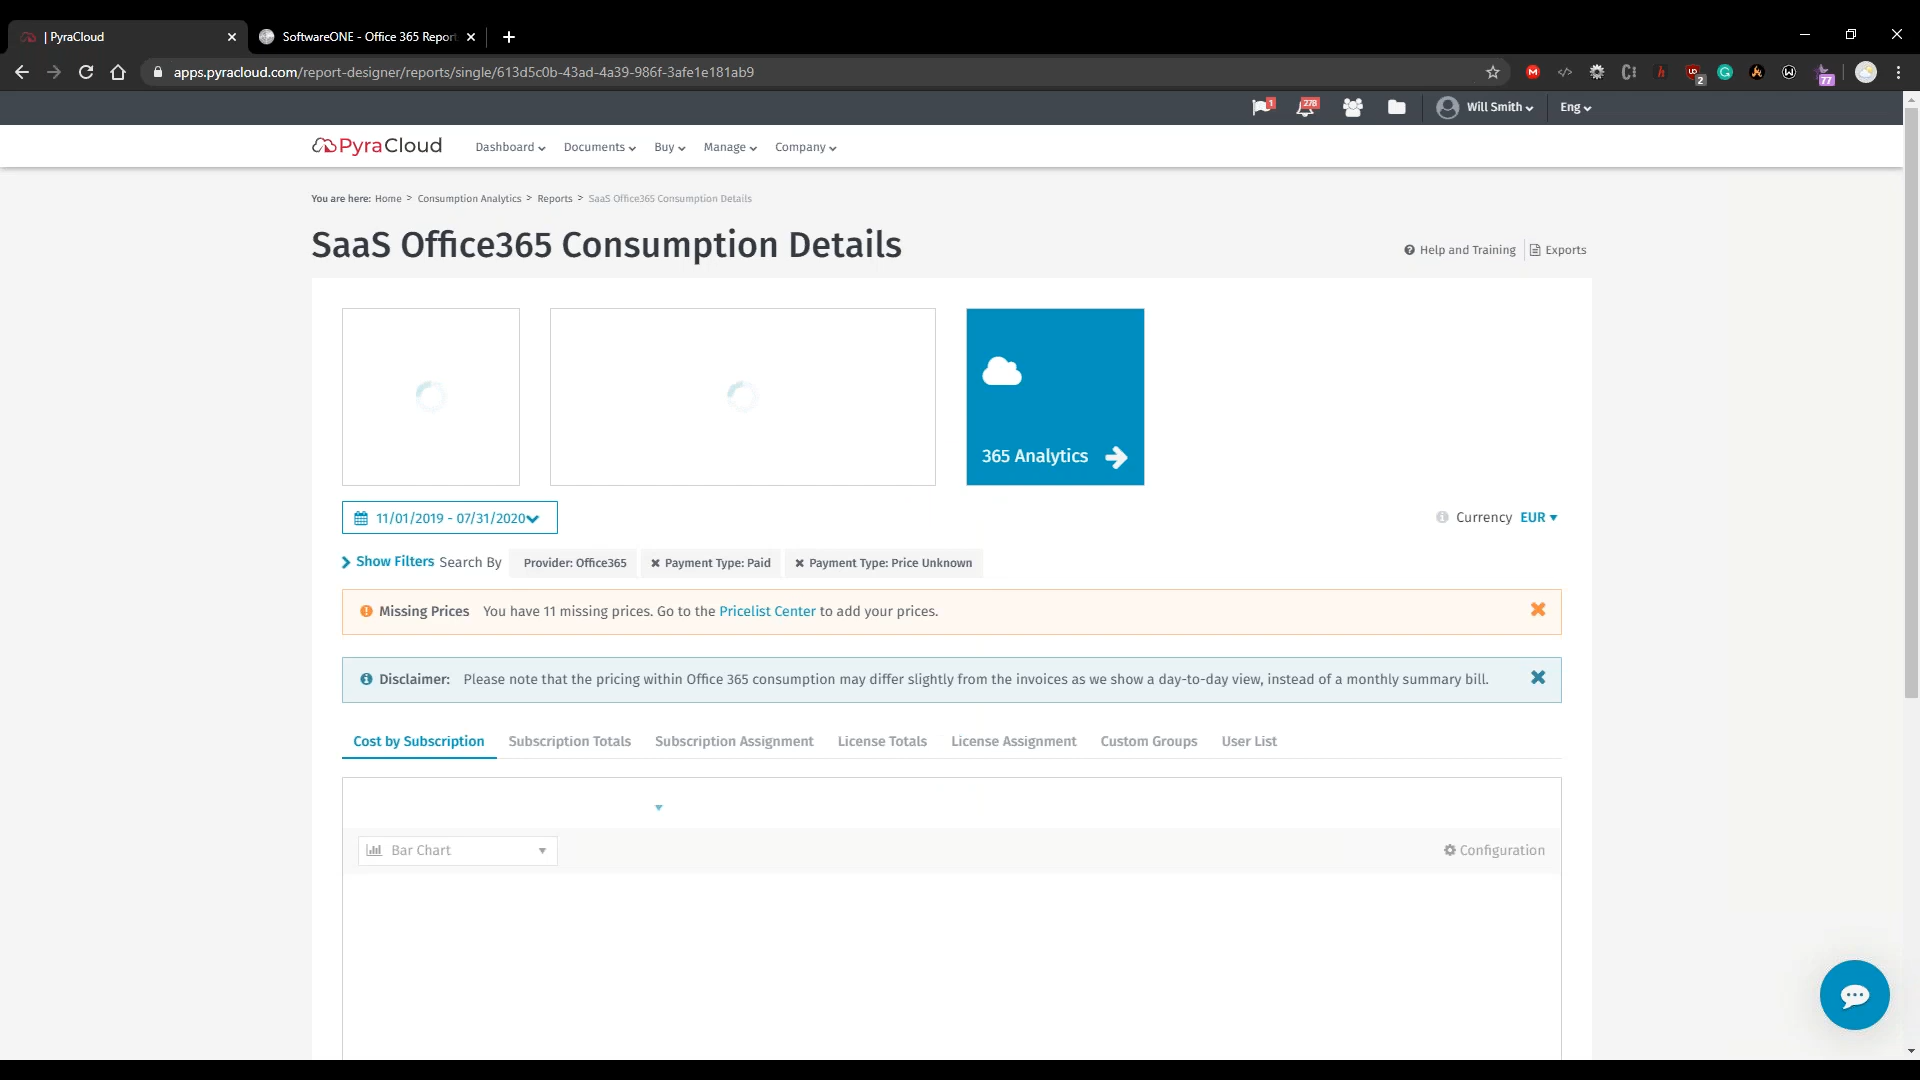 | PyraCloud
SoftwareONE - Office 365 Report
apps.pyracloud.com/report-designer/reports/single/613d5c0b-43ad-4a39-986f-3afe1e181ab9
2
77
1
278
Will Smith
Eng
PyraCloud
Dashboard
Documents
Buy
Manage
Company
You are here: Home > Consumption Analytics > Reports > SaaS Office365 Consumption Details
SaaS Office365 Consumption Details
Help and Training
Exports
365 Analytics
11/01/2019 - 07/31/2020
Currency EUR
Show Filters Search By Provider: Office365 Payment Type: Paid Payment Type: Price Unknown
Missing Prices You have 11 missing prices. Go to the Pricelist Center to add your prices.
Disclaimer: Please note that the pricing within Office 365 consumption may differ slightly from the invoices as we show a day-to-day view, instead of a monthly summary bill.
Cost by Subscription Subscription Totals Subscription Assignment License Totals License Assignment Custom Groups User List
Bar Chart
Configuration